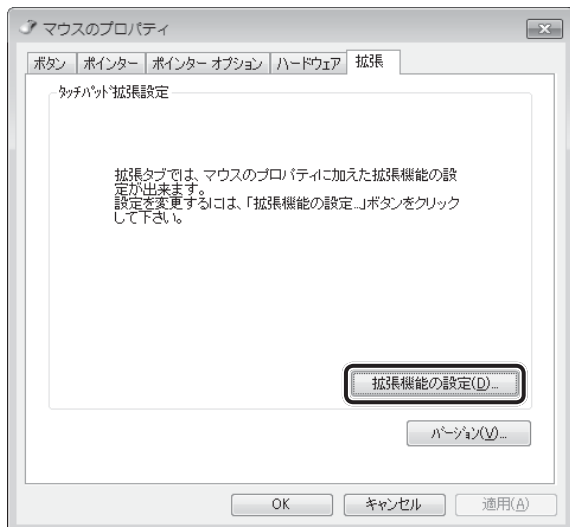 マウスのプロパティ
ボタン ポインター ポインター オプション ハードウェア 拡張
ﾀｯﾁﾊﾟｯﾄﾞ拡張設定
拡張タブでは、マウスのプロパティに加えた拡張機能の設
定が出来ます。
設定を変更するには、「拡張機能の設定...」ボタンをクリック
して下さい。
拡張機能の設定(D)...
ﾊﾞｰｼﾞｮﾝ(V)...
OK キャンセル 適用(A)